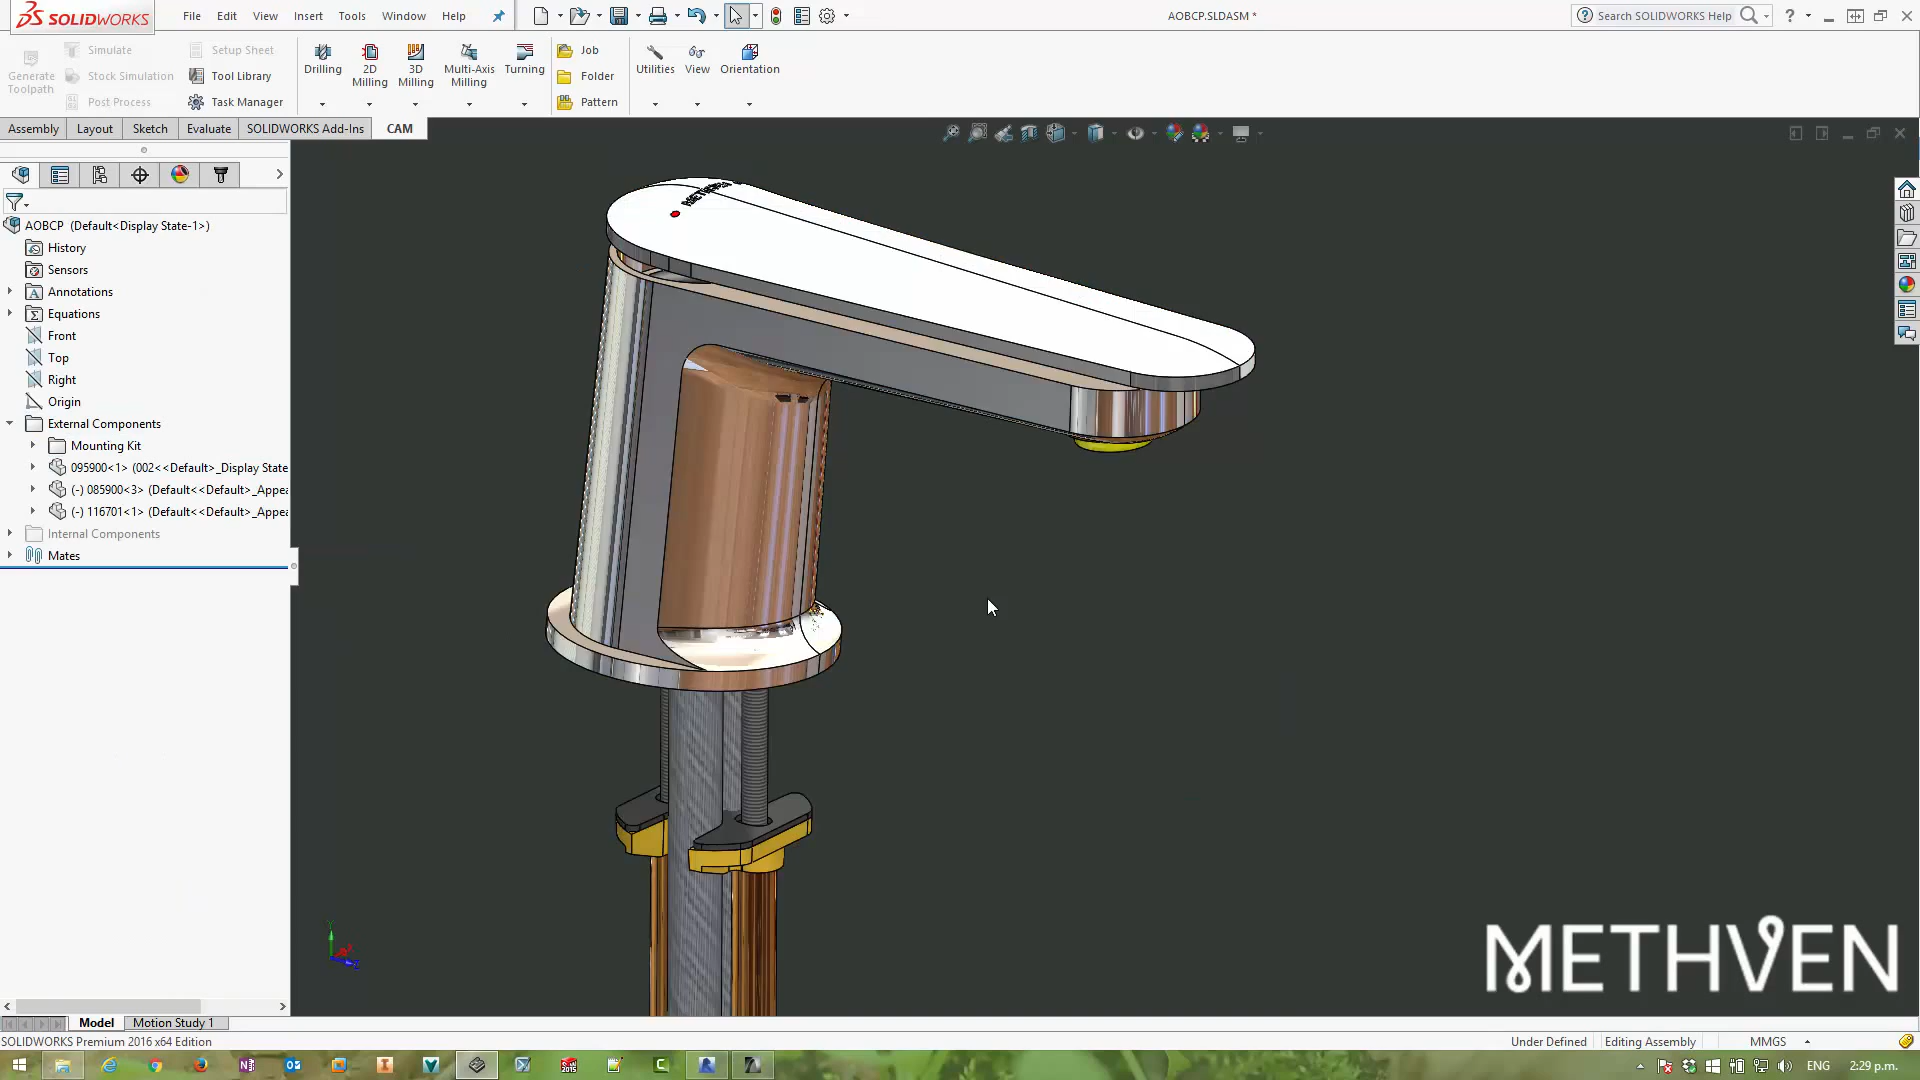 SOLIDWORKS
File Edit View Insert Tools Window Help
AOBCP.SLDASM *
Search SOLIDWORKS Help
Generate Toolpath
Simulate
Stock Simulation
Post Process
Setup Sheet
Tool Library
Task Manager
Drilling
2D Milling
3D Milling
Multi-Axis Milling
Turning
Job
Folder
Pattern
Utilities
View
Orientation
Assembly Layout Sketch Evaluate SOLIDWORKS Add-Ins CAM
AOBCP (Default<Display State-1>)
History
Sensors
Annotations
Equations
Front
Top
Right
Origin
External Components
Mounting Kit
095900<1> (002<<Default>_Display State
(-) 085900<3> (Default<<Default>_Appea
(-) 116701<1> (Default<<Default>_Appea
Internal Components
Mates
METHVEN
METHVEN
Model Motion Study 1
SOLIDWORKS Premium 2016 x64 Edition
Under Defined Editing Assembly MMGS
ENG 2:29 p.m.